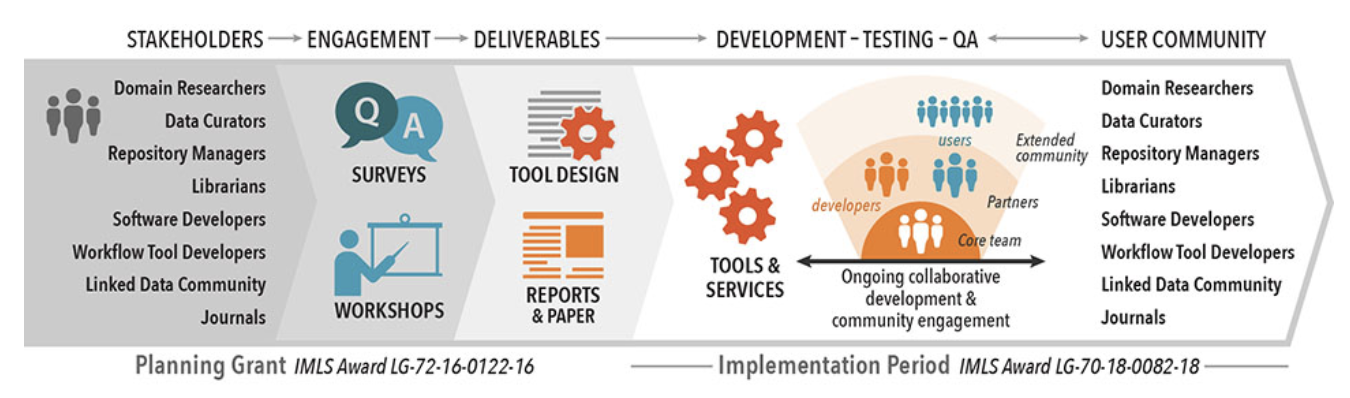 STAKEHOLDERS ENGAGEMENT DELIVERABLES DEVELOPMENT – TESTING – QA USER COMMUNITY
Domain Researchers
Data Curators
Repository Managers
Librarians
Software Developers
Workflow Tool Developers
Linked Data Community
Journals
Q
A
SURVEYS
WORKSHOPS
TOOL DESIGN
REPORTS
& PAPER
TOOLS &
SERVICES
users
Extended
community
developers
Partners
Core team
Ongoing collaborative
development &
community engagement
Domain Researchers
Data Curators
Repository Managers
Librarians
Software Developers
Workflow Tool Developers
Linked Data Community
Journals
Planning Grant IMLS Award LG-72-16-0122-16
Implementation Period IMLS Award LG-70-18-0082-18